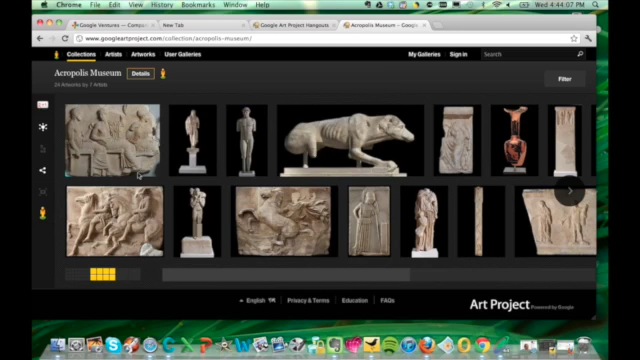 Chrome File Edit View History Bookmarks Window Help
Wed 4:44:07 PM
Google Ventures — Compan
New Tab
Google Art Project Hangouts
Acropolis Museum — Google
www.googleartproject.com/collection/acropolis-museum/
Collections Artists Artworks User Galleries
My Galleries Sign in Search
Acropolis Museum Details
Filter
English Privacy & Terms Education FAQs
Art Project Powered by Google